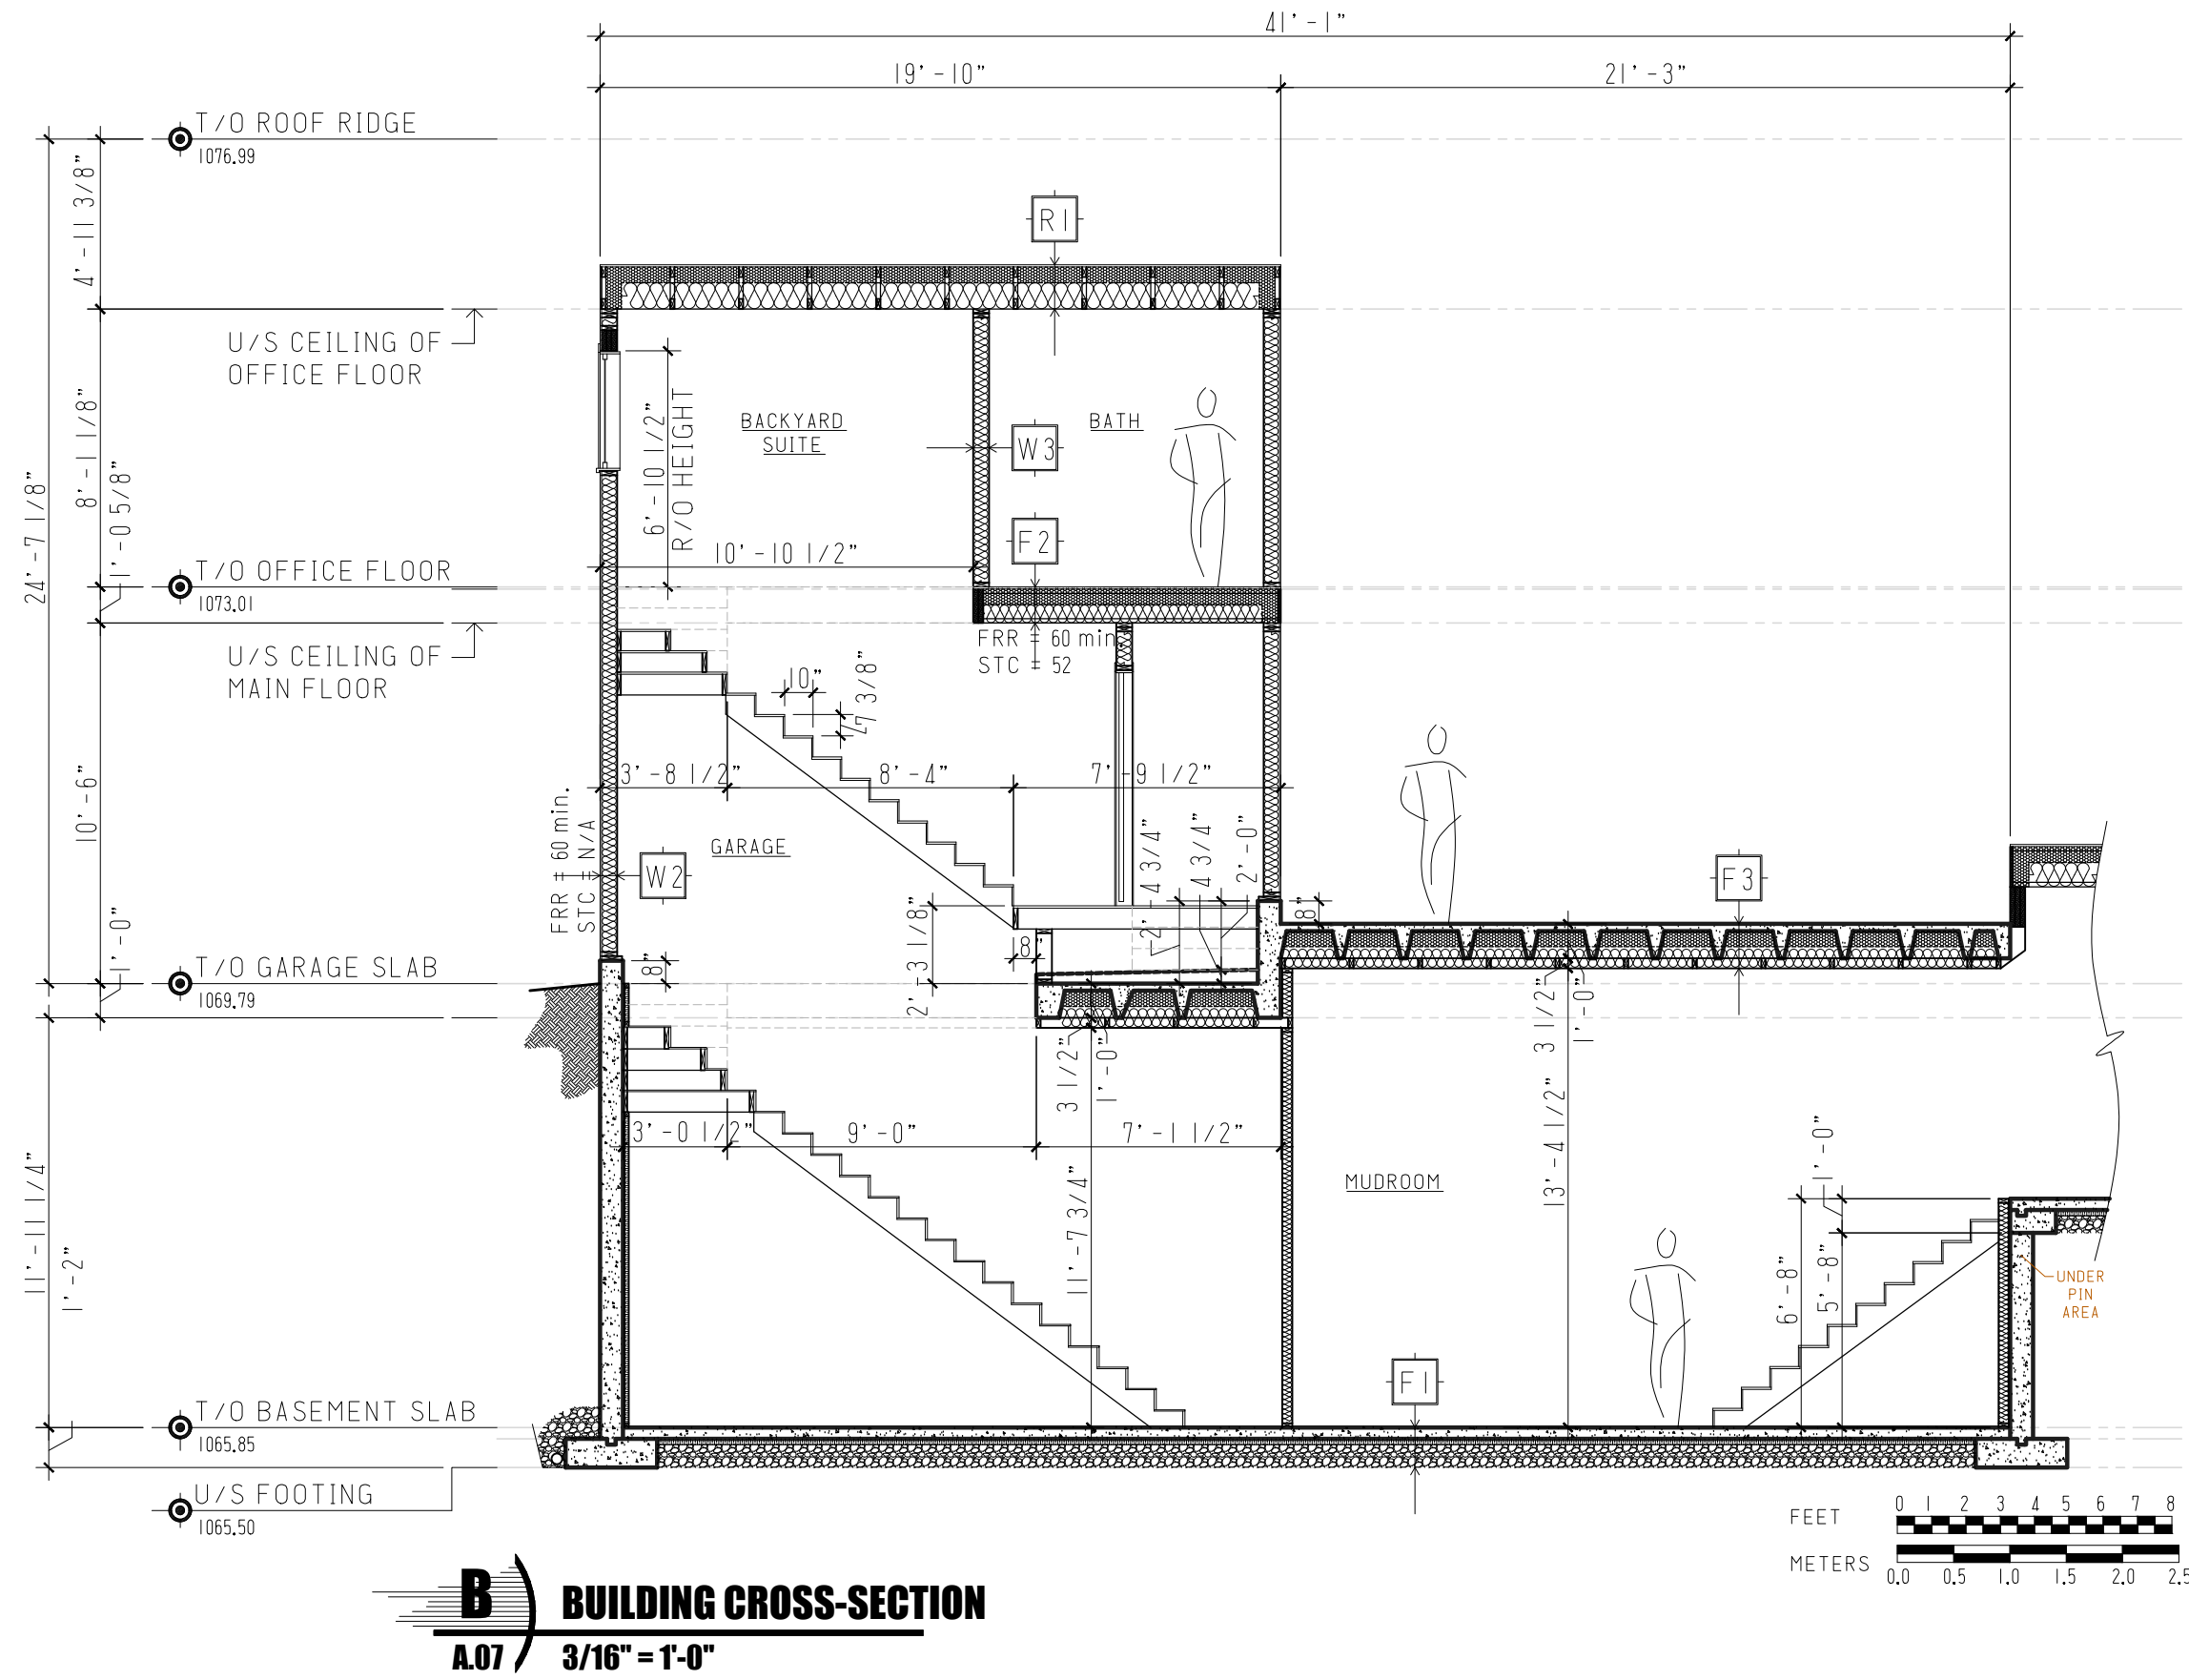 41'-1"
19'-10"
21'-3"
T/O ROOF RIDGE
1076.99
4'-11 3/8"
R1
U/S CEILING OF
OFFICE FLOOR
8'-1 1/8"
6'-10 1/2"
R/O HEIGHT
BACKYARD
SUITE
BATH
W3
F2
10'-10 1/2"
24'-7 1/8"
1'-0 5/8"
T/O OFFICE FLOOR
1073.01
U/S CEILING OF
MAIN FLOOR
FRR = 60 min.
STC = 52
10"
7 3/8"
3'-8 1/2"
8'-4"
7'-9 1/2"
10'-6"
FRR = 60 min.
STC = N/A
GARAGE
W2
2'-4 3/4"
4 3/4"
2'-0"
8"
F3
1'-0"
T/O GARAGE SLAB
1069.79
8"
2'-3 1/8"
8"
3 1/2"
1'-0"
3 1/2"
1'-0"
3'-0 1/2"
9'-0"
7'-1 1/2"
11'-7 3/4"
13'-4 1/2"
MUDROOM
1'-0"
6'-8"
5'-8"
UNDER
PIN
AREA
11'-11 1/4"
1'-2"
F1
T/O BASEMENT SLAB
1065.85
U/S FOOTING
1065.50
FEET
0 1 2 3 4 5 6 7 8
METERS
0.0 0.5 1.0 1.5 2.0 2.5
B
BUILDING CROSS-SECTION
A.07
3/16" = 1'-0"